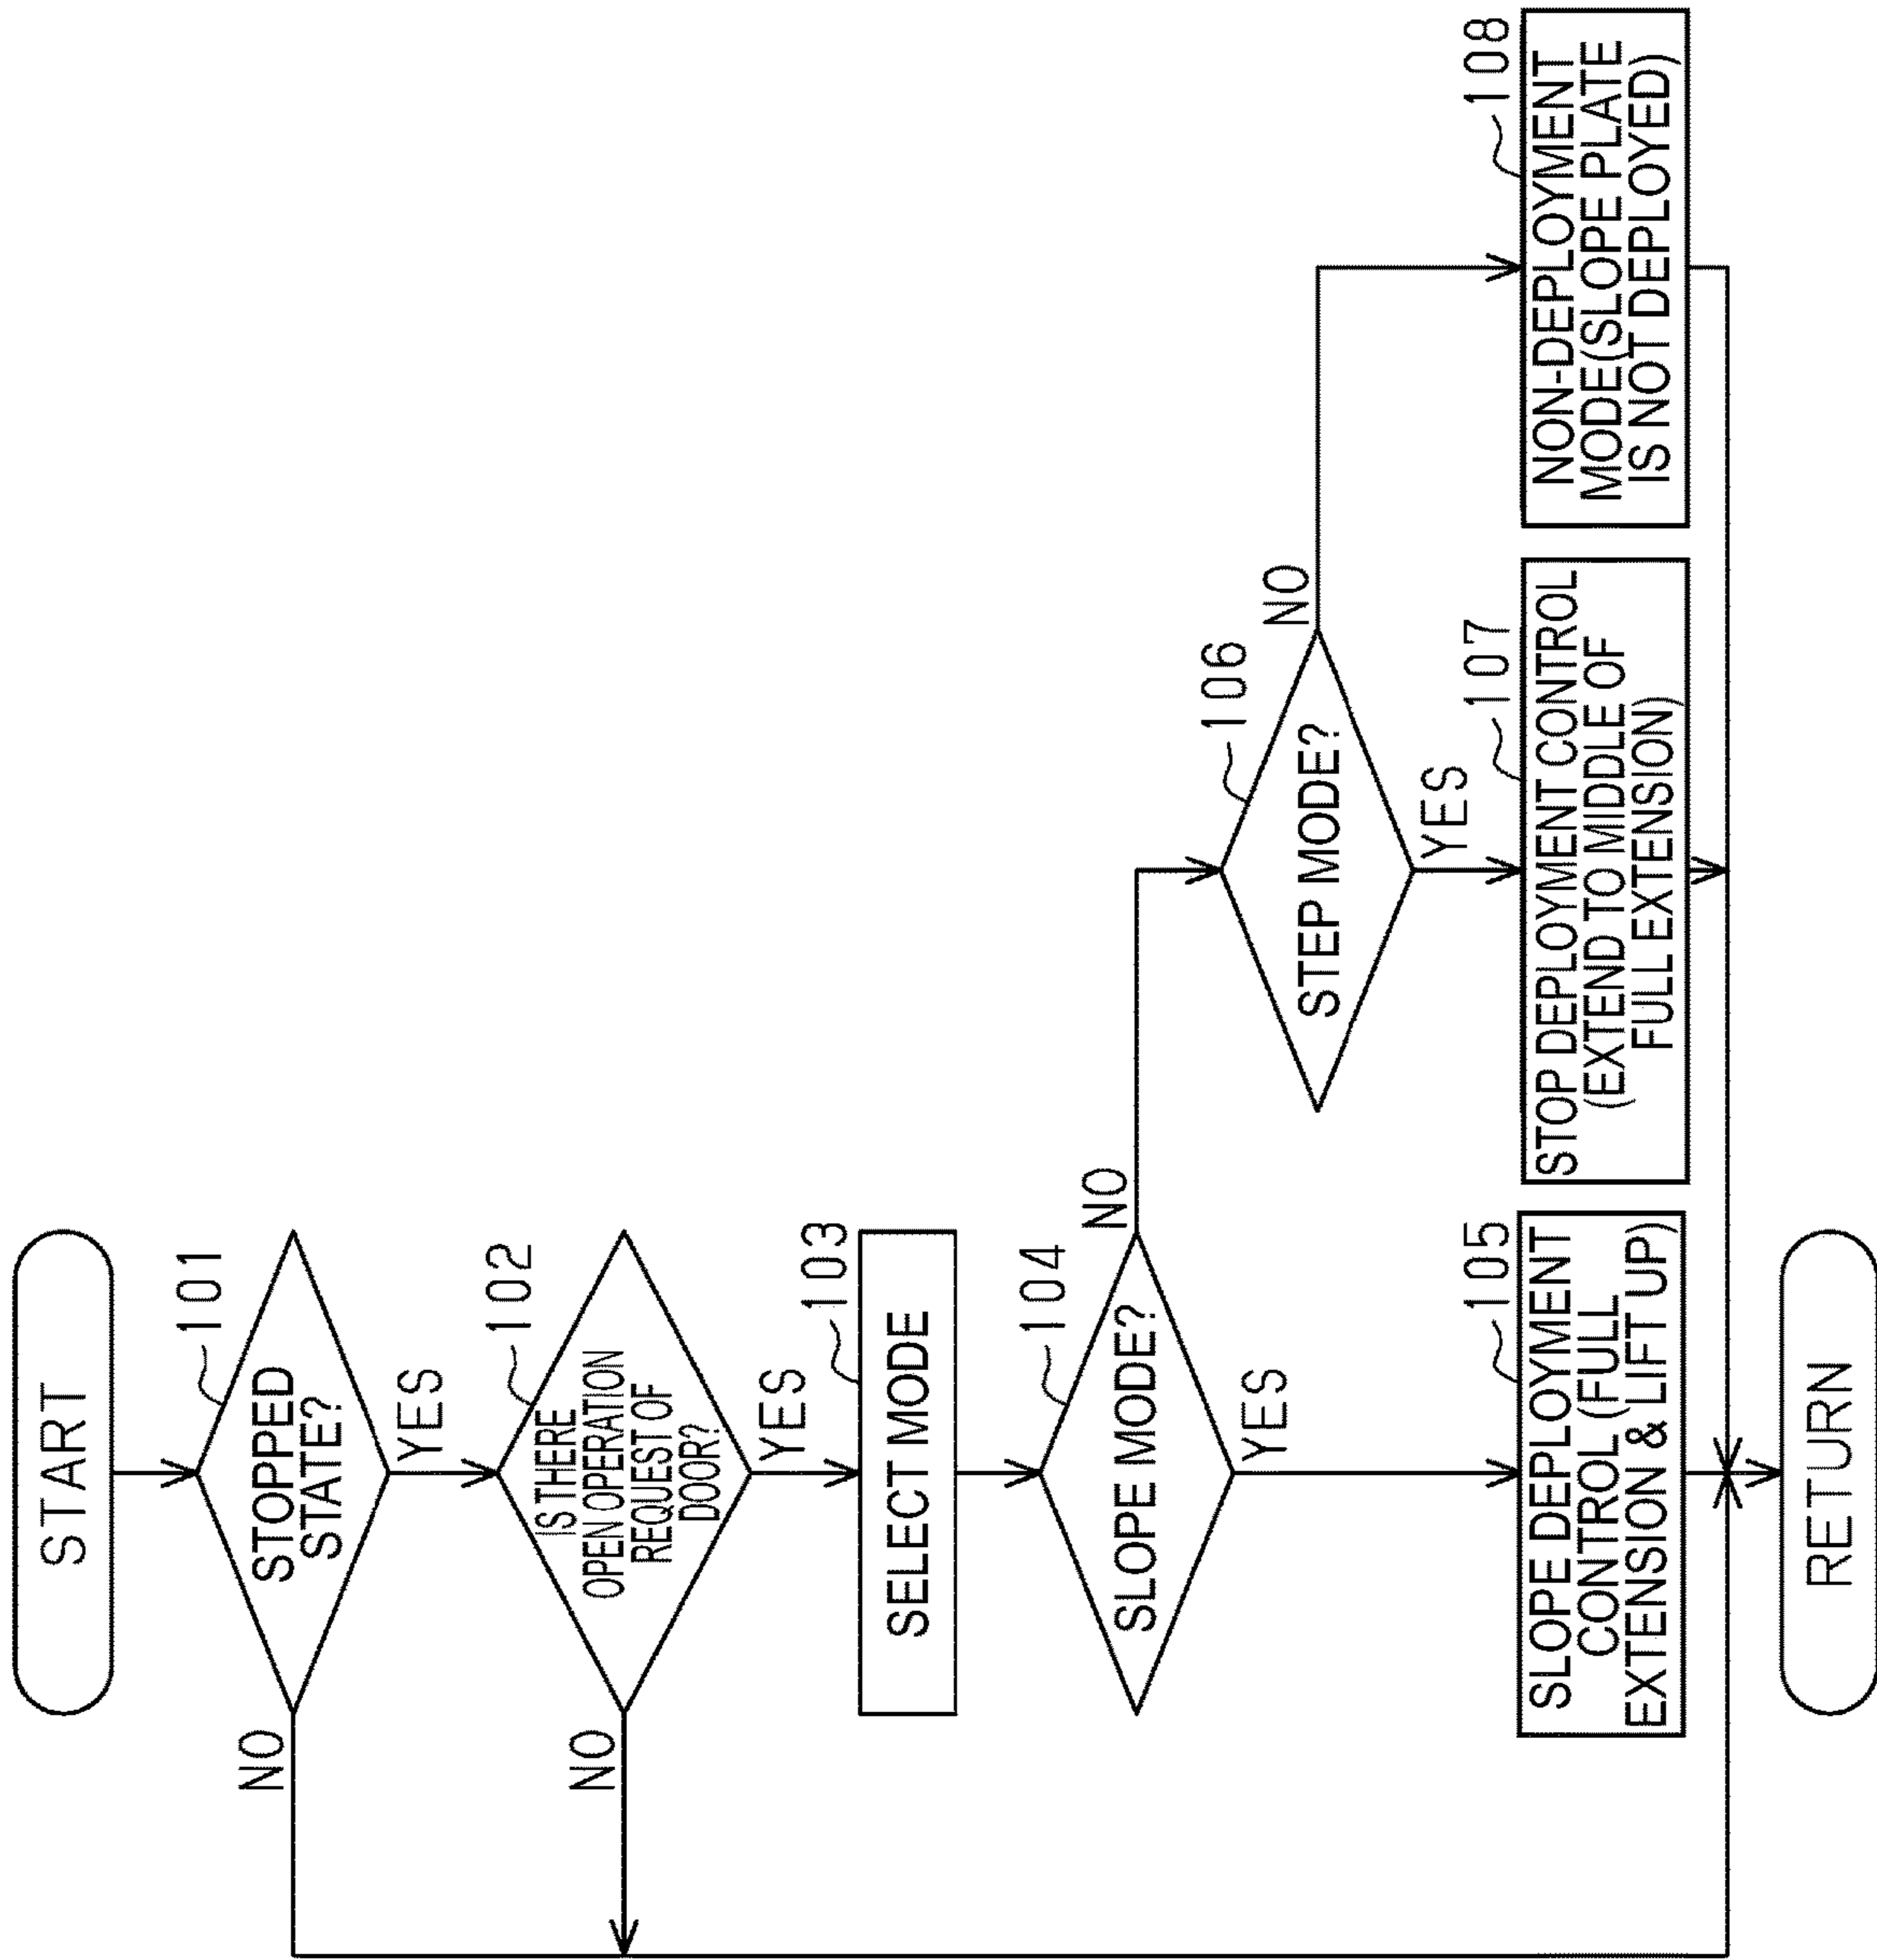 START
101
STOPPED
STATE?
NO
YES
102
IS THERE
OPEN OPERATION
REQUEST OF
DOOR?
NO
YES
103
SELECT MODE
104
SLOPE MODE?
NO
YES
106
STEP MODE?
NO
YES
105
SLOPE DEPLOYMENT
CONTROL (FULL
EXTENSION & LIFT UP)
107
STOP DEPLOYMENT CONTROL
(EXTEND TO MIDDLE OF
FULL EXTENSION)
108
NON-DEPLOYMENT
MODE(SLOPE PLATE
IS NOT DEPLOYED)
RETURN